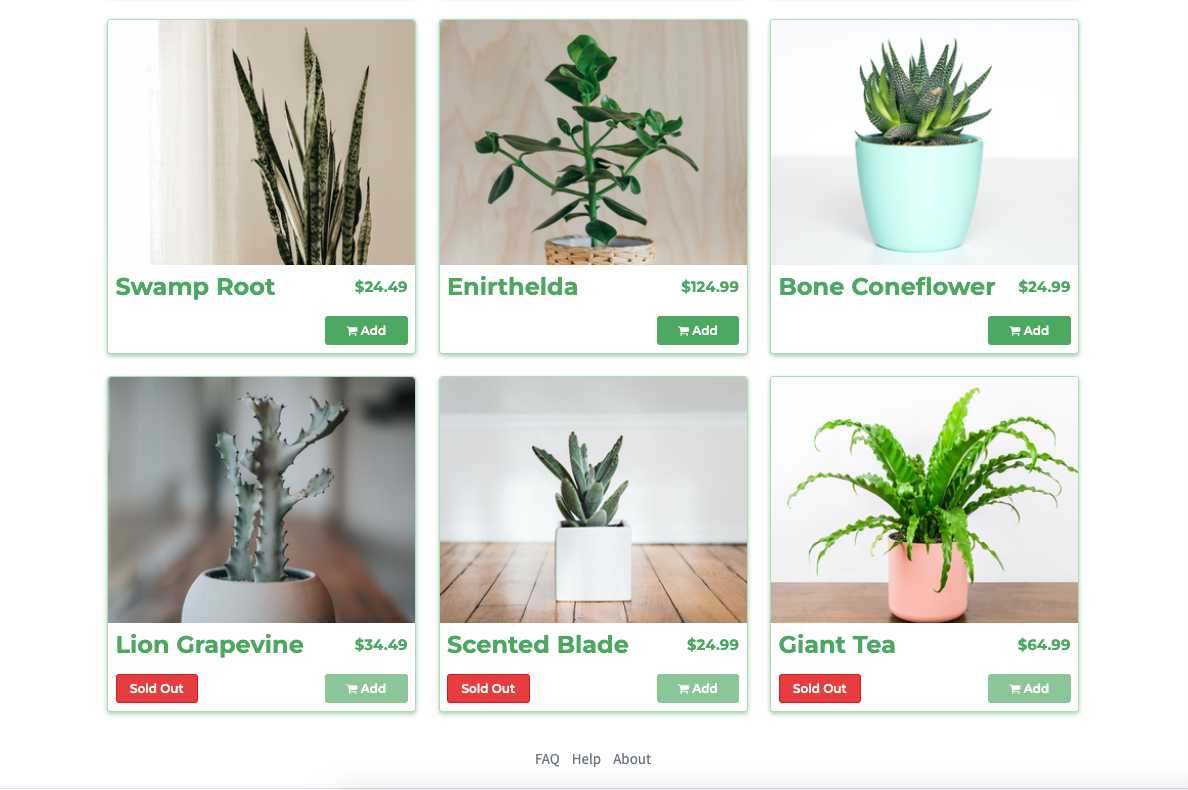 Swamp Root $24.49
Add
Enirthelda $124.99
Add
Bone Coneflower $24.99
Add
Lion Grapevine $34.49
Sold Out Add
Scented Blade $24.99
Sold Out Add
Giant Tea $64.99
Sold Out Add
FAQ Help About